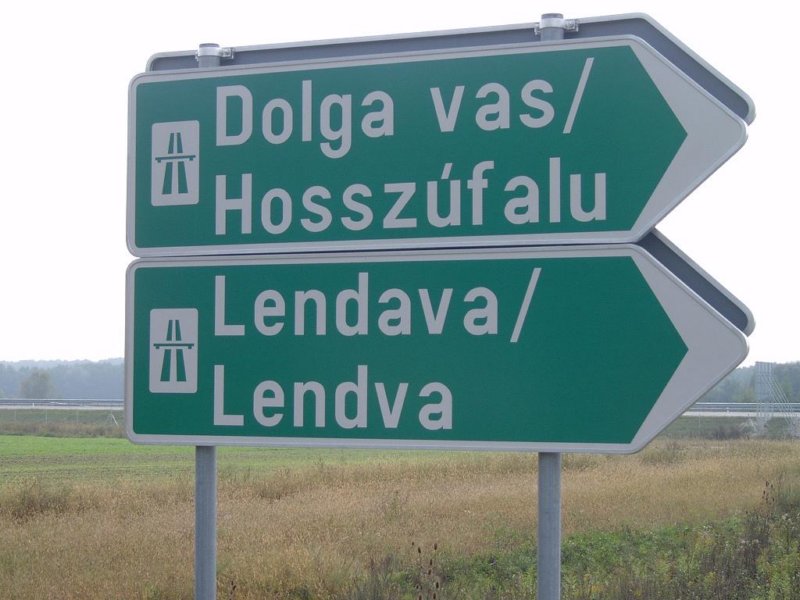 Dolga vas/
Hosszúfalu
Lendava/
Lendva